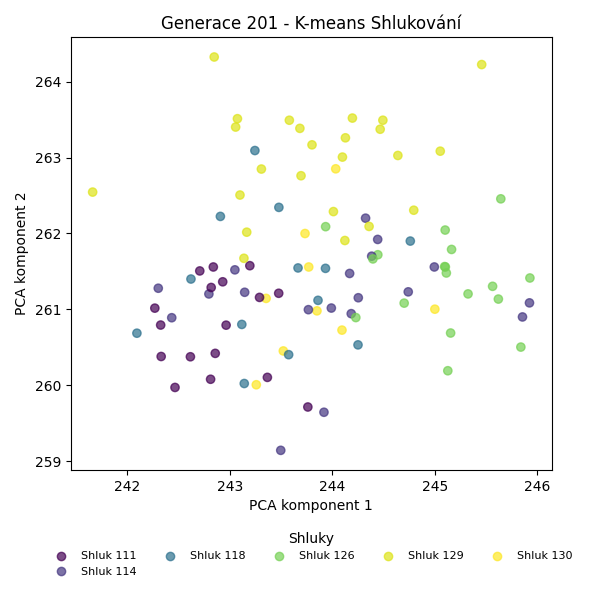 Generace 201 - K-means Shlukování
PCA komponent 2
264
263
262
261
260
259
242 243 244 245 246
PCA komponent 1
Shluky
Shluk 111 Shluk 118 Shluk 126 Shluk 129 Shluk 130
Shluk 114